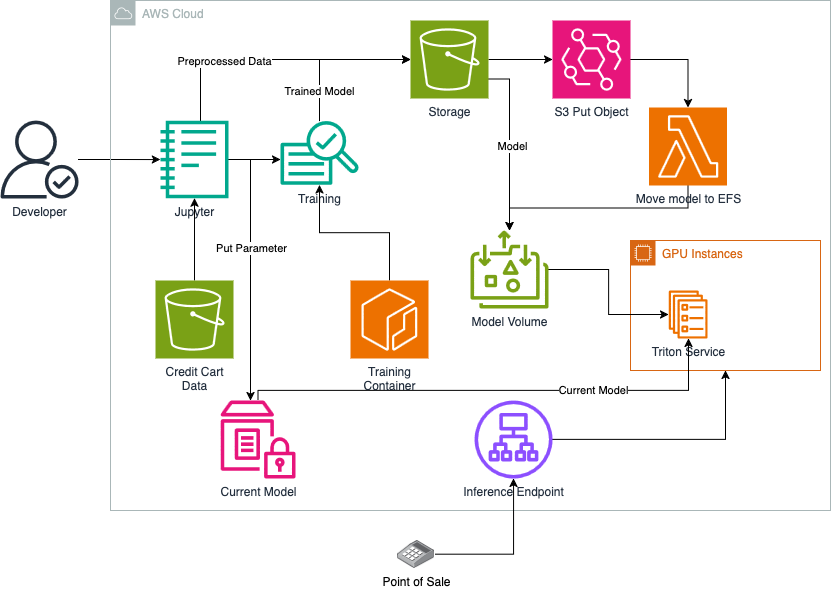 AWS Cloud
Preprocessed Data
Trained Model
Storage
S3 Put Object
Model
Move model to EFS
Developer
Jupyter
Training
Put Parameter
GPU Instances
Model Volume
Triton Service
Credit Cart
Data
Training
Container
Current Model
Current Model
Inference Endpoint
Point of Sale